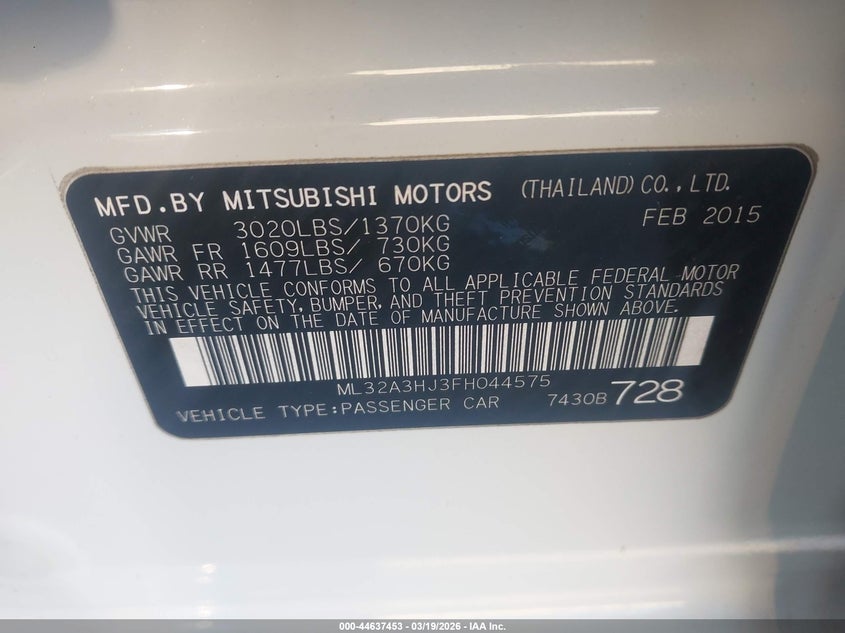 MFD.BY MITSUBISHI MOTORS (THAILAND) CO.,LTD.
GVWR 3020LBS/1370KG FEB 2015
GAWR FR 1609LBS/ 730KG
GAWR RR 1477LBS/ 670KG
THIS VEHICLE CONFORMS TO ALL APPLICABLE FEDERAL MOTOR
VEHICLE SAFETY, BUMPER, AND THEFT PREVENTION STANDARDS
IN EFFECT ON THE DATE OF MANUFACTURE SHOWN ABOVE.
ML32A3HJ3FH044575
VEHICLE TYPE:PASSENGER CAR 7430B 728
000-44637453 - 03/19/2026 - IAA Inc.